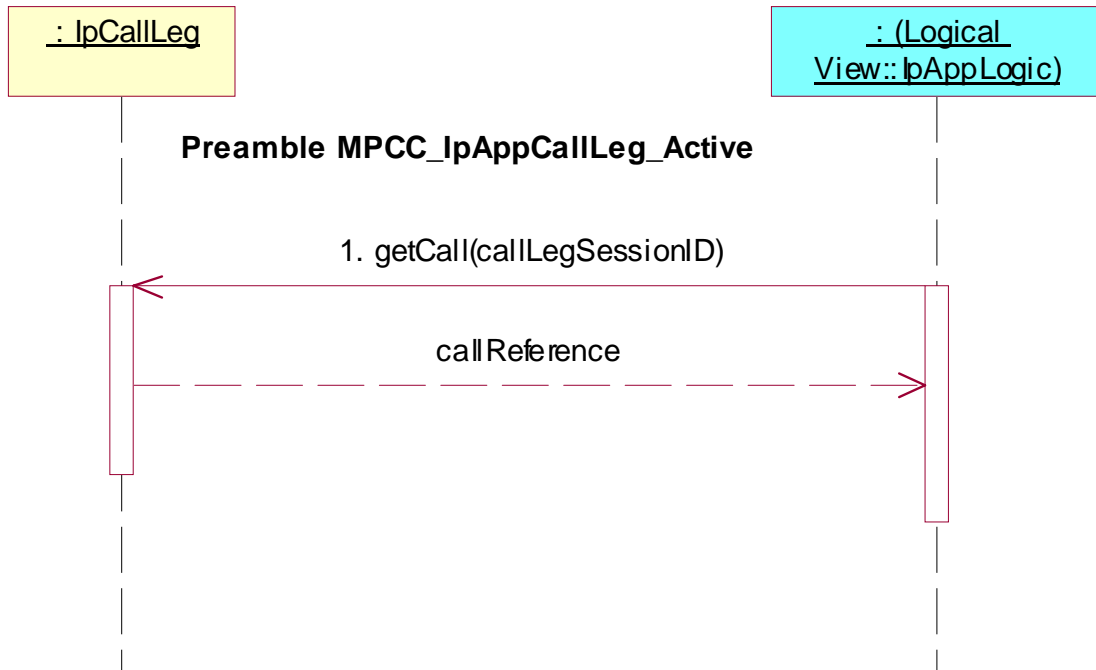 : IpCallLeg
: (Logical
View::IpAppLogic)
Preamble MPCC_IpAppCallLeg_Active
1. getCall(callLegSessionID)
callReference